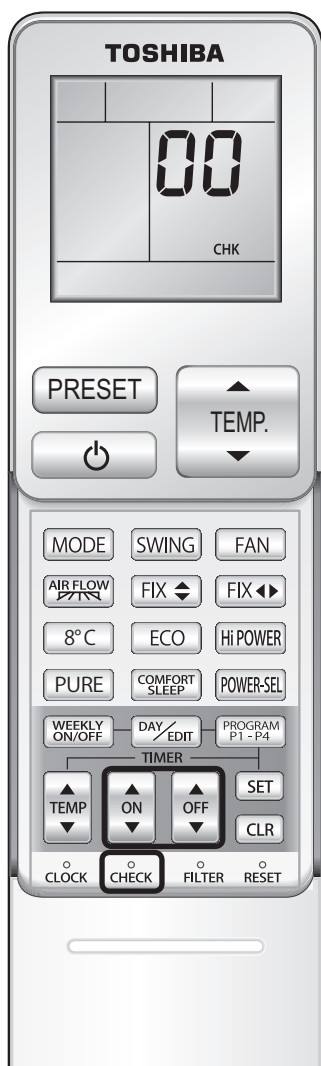 TOSHIBA
00
CHK
PRESET
TEMP.
MODE SWING FAN
AIR FLOW FIX FIX
8°C ECO Hi POWER
PURE COMFORT SLEEP POWER-SEL
WEEKLY ON/OFF DAY/EDIT PROGRAM P1 - P4
TIMER
TEMP ON OFF SET
CLR
CLOCK CHECK FILTER RESET